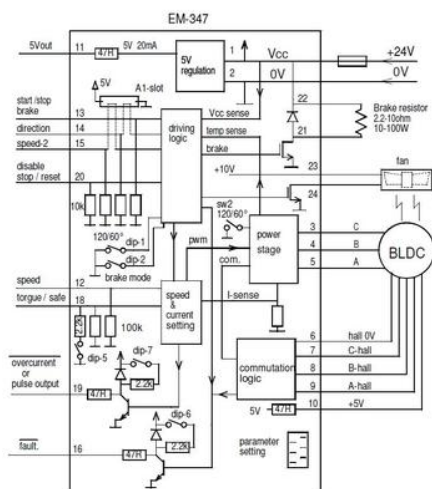 EM-347
5Vout
11
47R
5V 20mA
5V
regulation
1
2
Vcc
0V
+24V
0V
5V
A1-slot
start /stop
brake
13
direction
14
speed-2
15
disable
stop / reset
20
10k
driving
logic
Vcc sense
temp sense
brake
22
21
Brake resistor
2.2-10ohm
10-100W
+10V
23
24
fan
sw2
120/60°
120/60°
dip-1
dip-2
brake mode
pwm
com.
power
stage
3
4
5
C
B
A
BLDC
speed
12
torgue / safe
18
2.2k
dip-5
100k
speed
&
current
setting
I-sense
commutation
logic
6
7
8
9
10
hall 0V
C-hall
B-hall
A-hall
+5V
5V
47R
overcurrent
or pulse output
19
47R
dip-7
2.2k
dip-6
2.2k
fault.
16
47R
parameter
setting